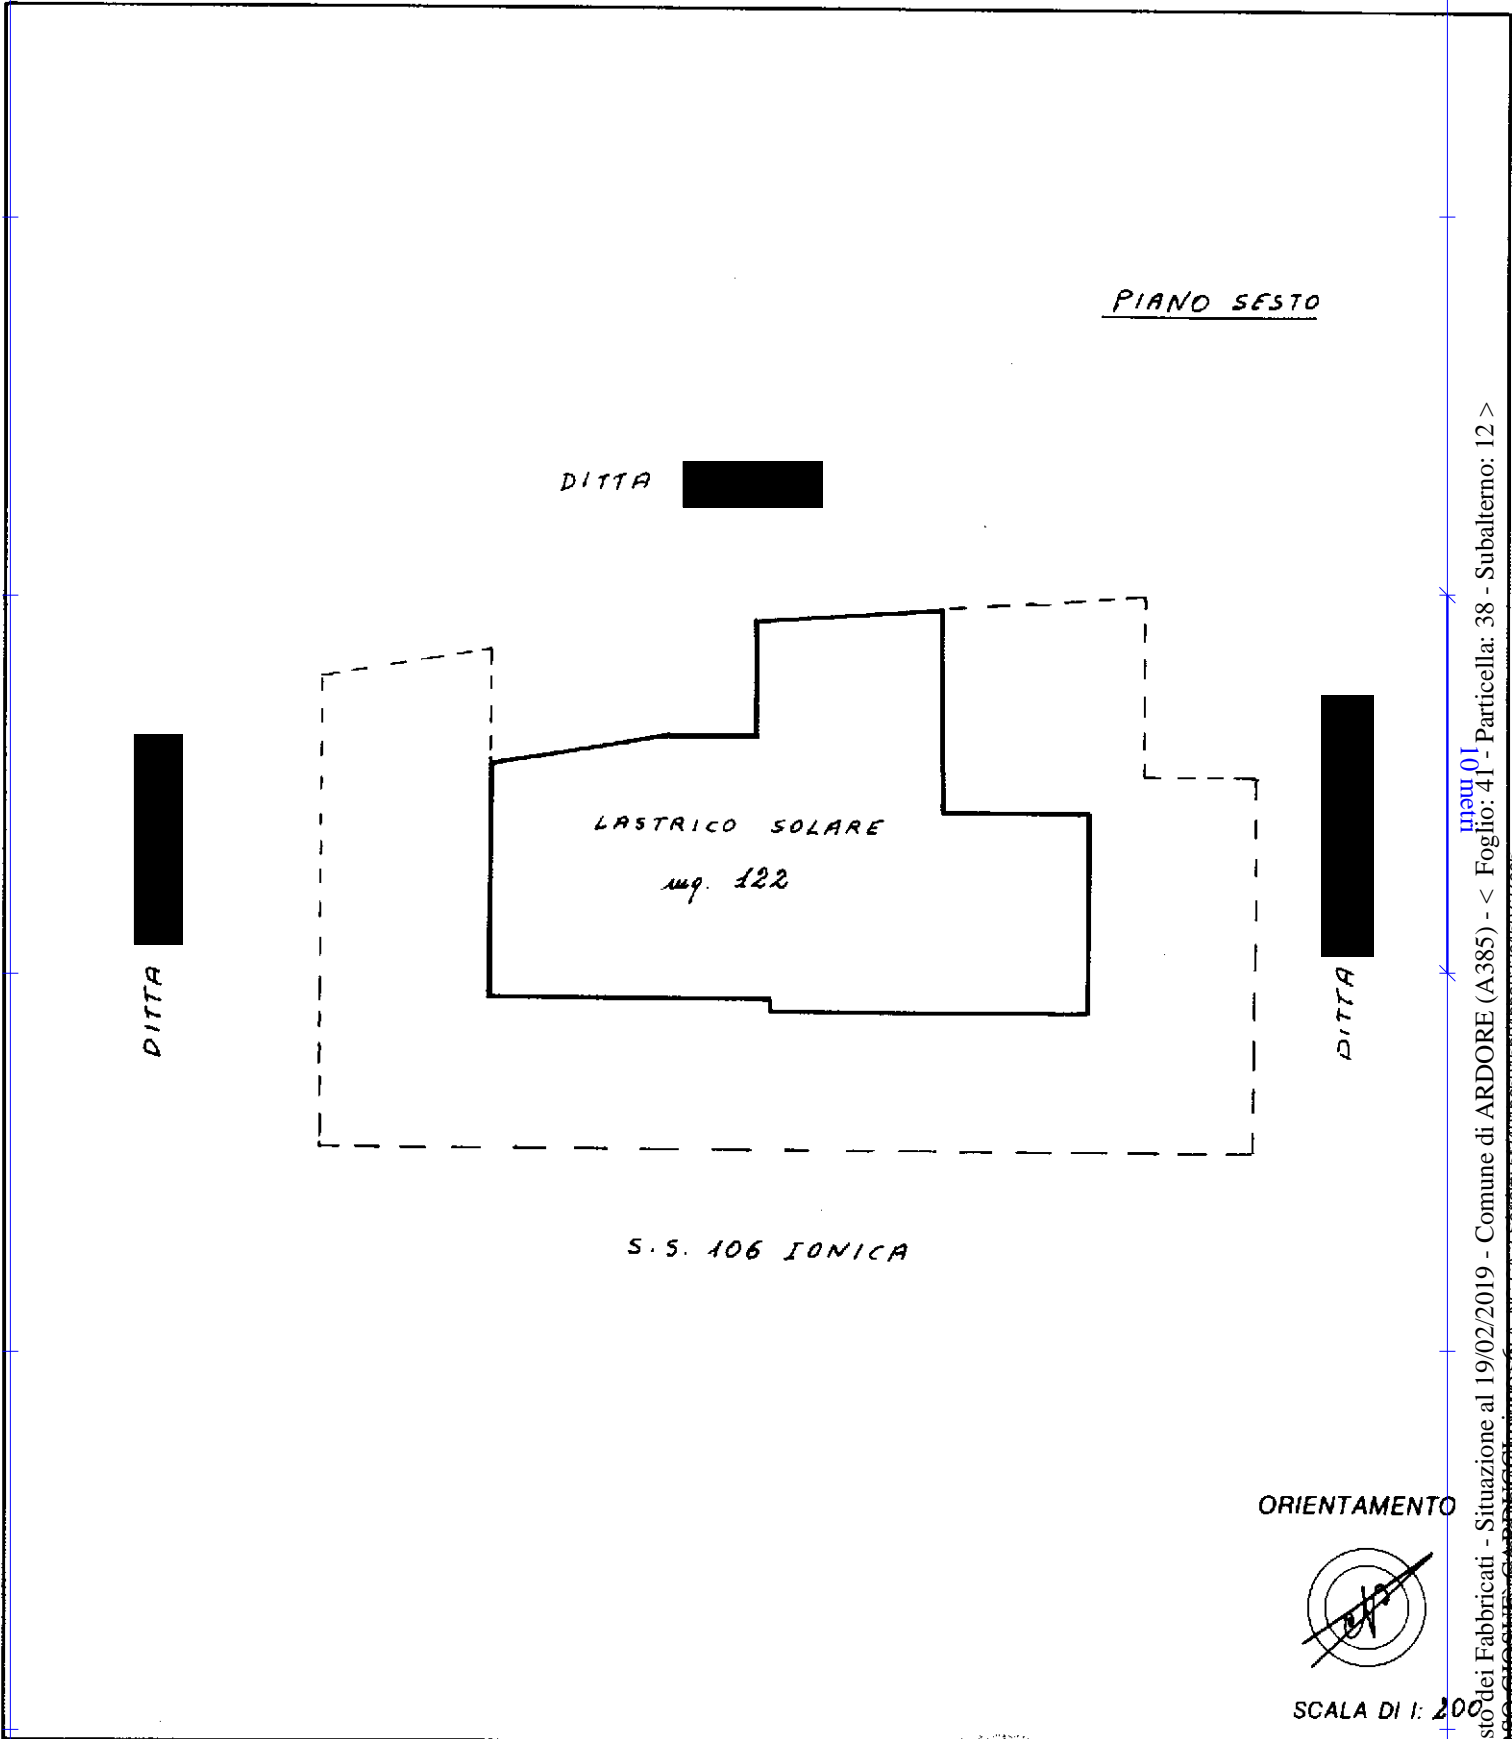 PIANO SESTO
DITTA
DITTA
DITTA
LASTRICO SOLARE
mq. 122
S.S. 106 IONICA
10 metri
sto dei Fabbricati - Situazione al 19/02/2019 - Comune di ARDORE (A385) - < Foglio: 41 - Particella: 38 - Subalterno: 12 >
ORIENTAMENTO
N
SCALA DI 1: 200